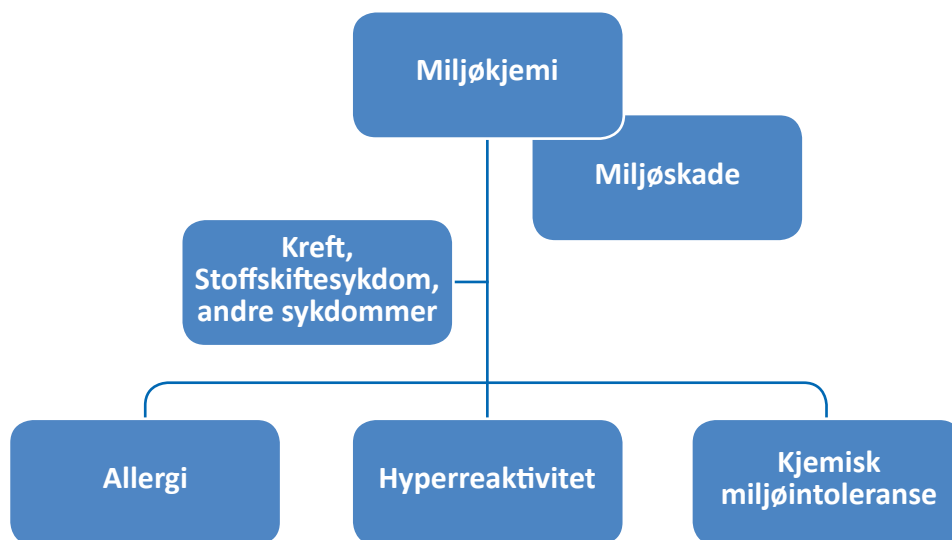 Miljøkjemi
Miljøskade
Kreft,
Stoffskiftesykdom,
andre sykdommer
Allergi
Hyperreaktivitet
Kjemisk
miljøintoleranse